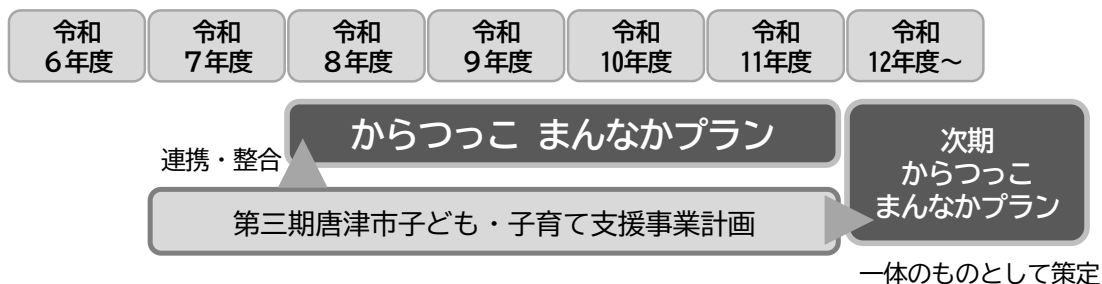 令和
６年度
令和
７年度
令和
８年度
令和
９年度
令和
10年度
令和
11年度
令和
12年度～
からつっこ まんなかプラン
連携・整合
第三期唐津市子ども・子育て支援事業計画
次期
からつっこ
まんなかプラン
一体のものとして策定